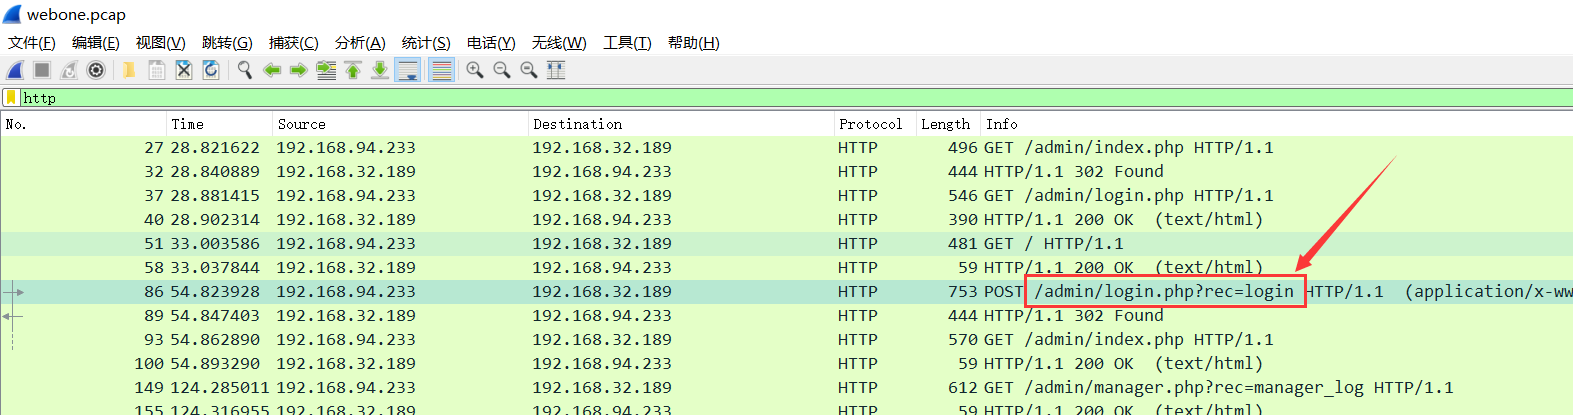 webone.pcap
文件(F) 编辑(E) 视图(V) 跳转(G) 捕获(C) 分析(A) 统计(S) 电话(Y) 无线(W) 工具(T) 帮助(H)
http
No. Time Source Destination Protocol Length Info
27 28.821622 192.168.94.233 192.168.32.189 HTTP 496 GET /admin/index.php HTTP/1.1
32 28.840889 192.168.32.189 192.168.94.233 HTTP 444 HTTP/1.1 302 Found
37 28.881415 192.168.94.233 192.168.32.189 HTTP 546 GET /admin/login.php HTTP/1.1
40 28.902314 192.168.32.189 192.168.94.233 HTTP 390 HTTP/1.1 200 OK (text/html)
51 33.003586 192.168.94.233 192.168.32.189 HTTP 481 GET / HTTP/1.1
58 33.037844 192.168.32.189 192.168.94.233 HTTP 59 HTTP/1.1 200 OK (text/html)
86 54.823928 192.168.94.233 192.168.32.189 HTTP 753 POST /admin/login.php?rec=login HTTP/1.1 (application/x-ww
89 54.847403 192.168.32.189 192.168.94.233 HTTP 444 HTTP/1.1 302 Found
93 54.862890 192.168.94.233 192.168.32.189 HTTP 570 GET /admin/index.php HTTP/1.1
100 54.893290 192.168.32.189 192.168.94.233 HTTP 59 HTTP/1.1 200 OK (text/html)
149 124.285011 192.168.94.233 192.168.32.189 HTTP 612 GET /admin/manager.php?rec=manager_log HTTP/1.1
155 124.316955 192.168.32.189 192.168.94.233 HTTP 59 HTTP/1.1 200 OK (text/html)